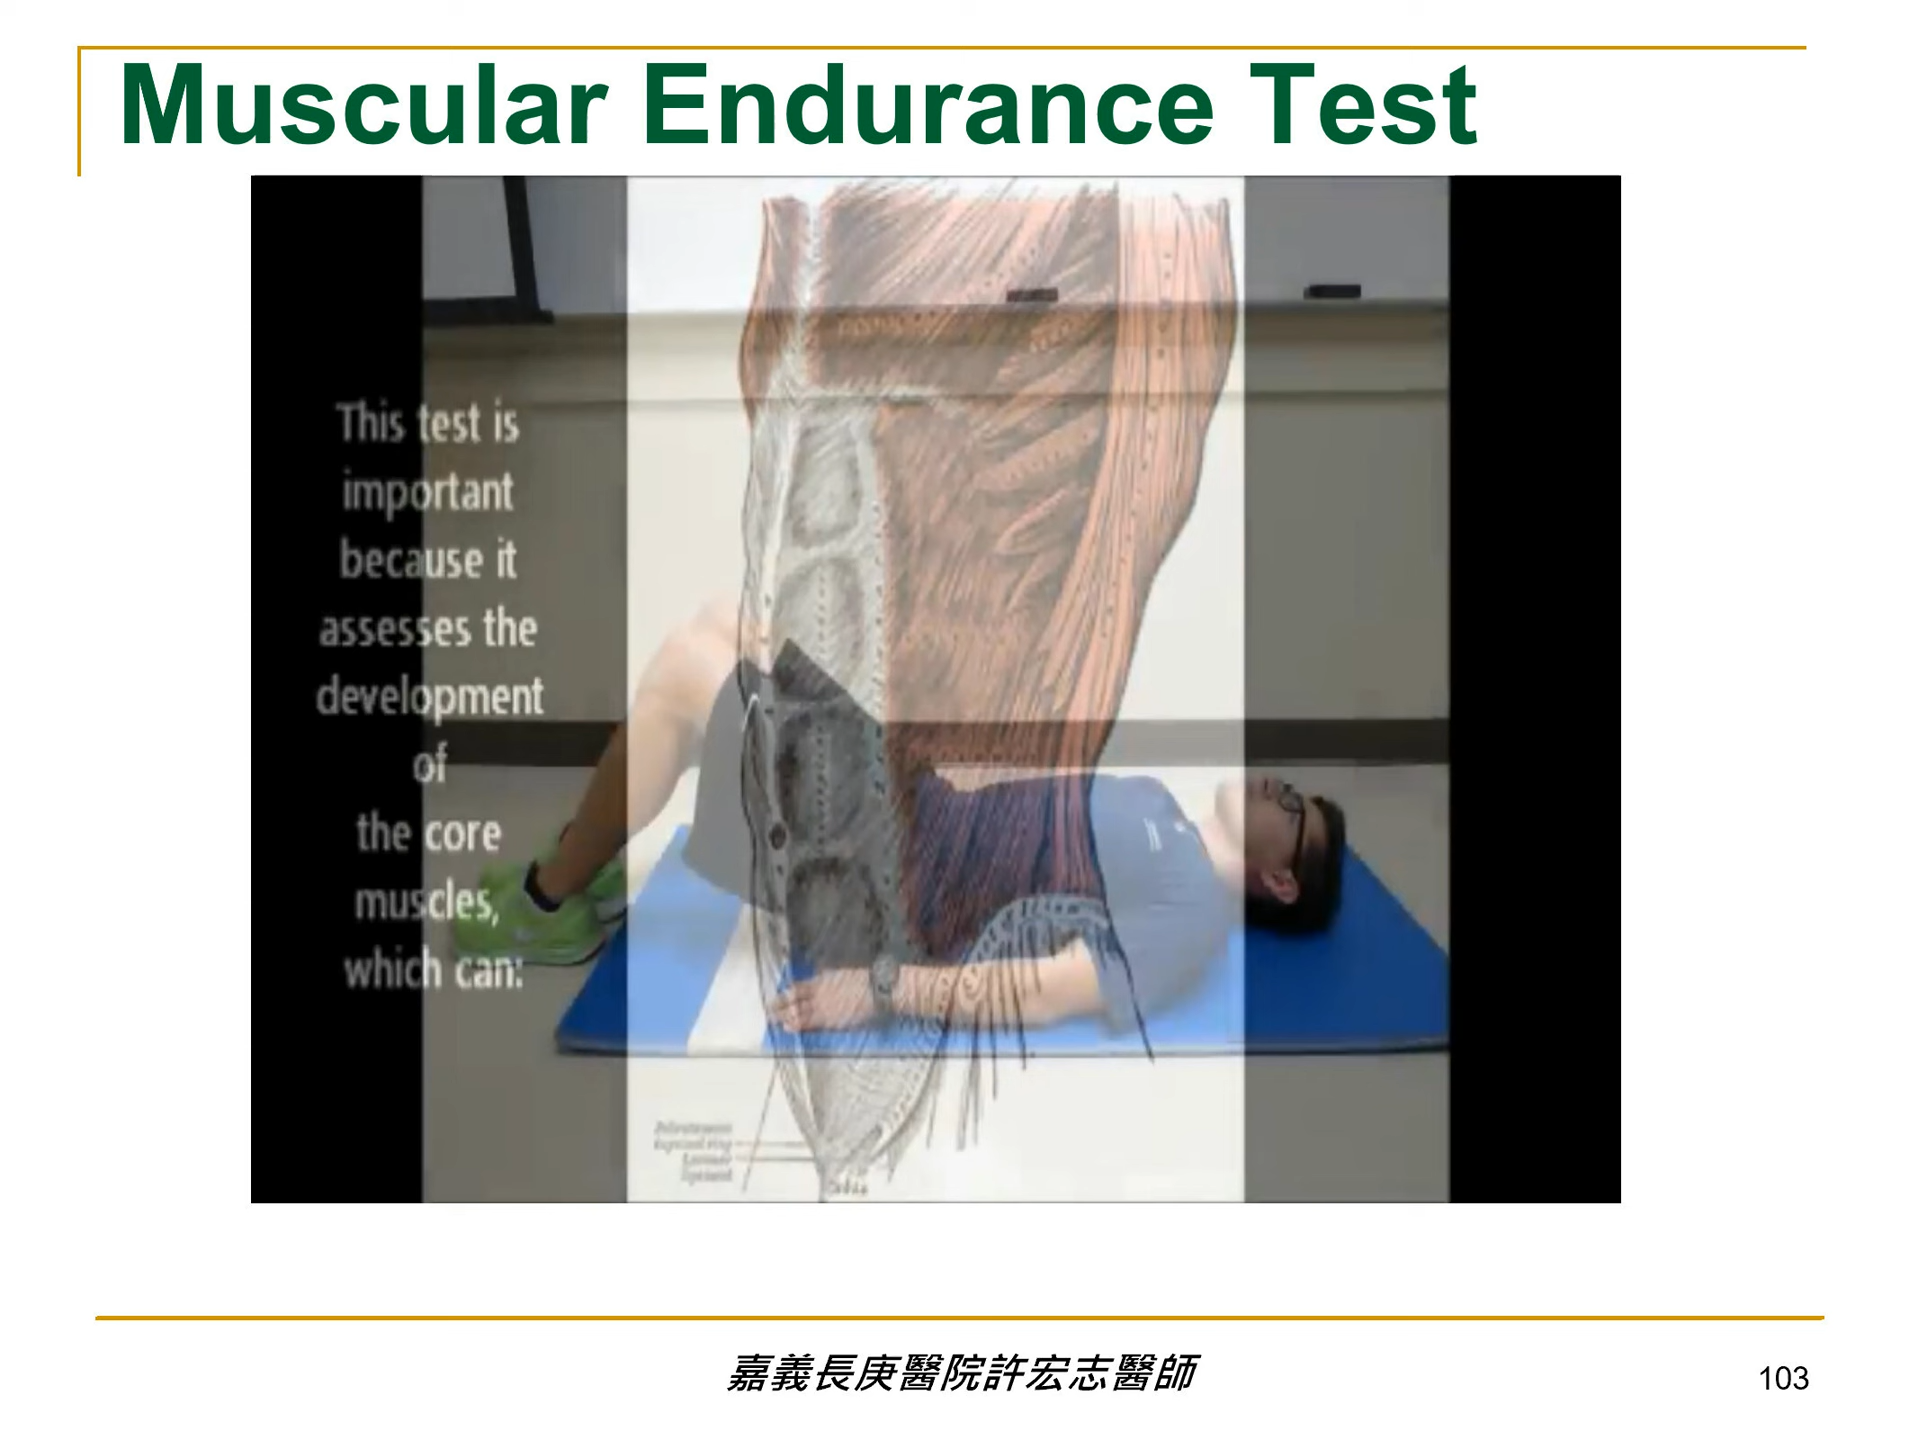 Muscular Endurance Test
This test is
important
because it
assesses the
development
of
the core
muscles,
which can:
嘉義長庚醫院許宏志醫師
103